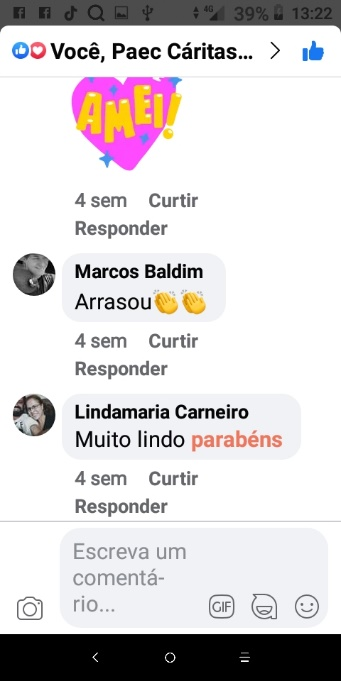 4G 39% 13:22
Você, Paec Cáritas...
AMEI!
4 sem Curtir
Responder
Marcos Baldim
Arrasou👏👏
4 sem Curtir
Responder
Lindamaria Carneiro
Muito lindo parabéns
4 sem Curtir
Responder
Escreva um
comentá-
rio...
GIF